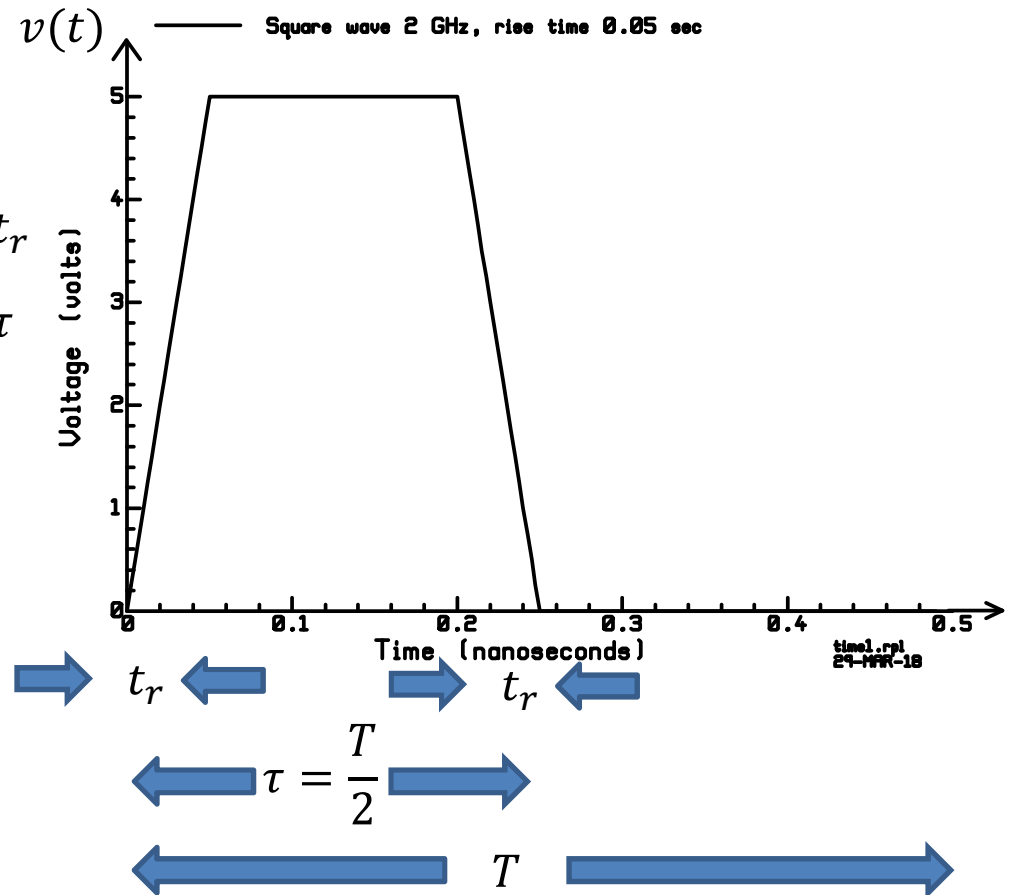 v(t)
Square wave 2 GHz, rise time 0.05 sec
5
4
t_r
Voltage (volts)
3
τ
2
1
0
0 0.1 0.2 0.3 0.4 0.5
Time (nanoseconds)
time1.rpl
29-MAR-18
t_r t_r
τ = T/2
T